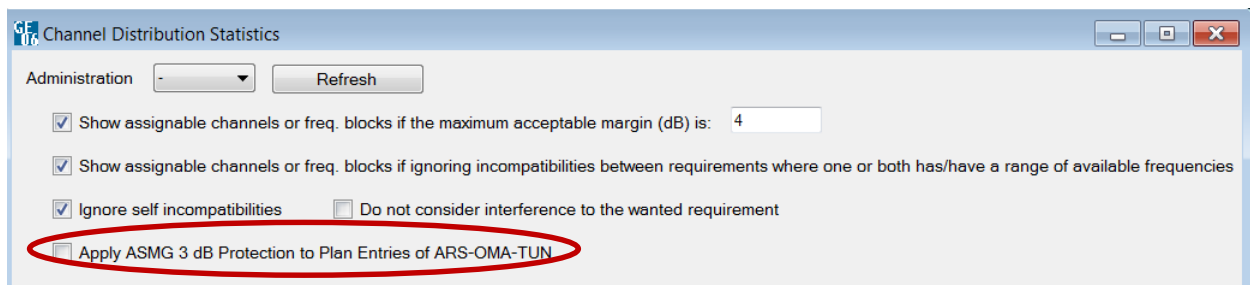 GE06 Channel Distribution Statistics
Administration - Refresh
Show assignable channels or freq. blocks if the maximum acceptable margin (dB) is: 4
Show assignable channels or freq. blocks if ignoring incompatibilities between requirements where one or both has/have a range of available frequencies
Ignore self incompatibilities Do not consider interference to the wanted requirement
Apply ASMG 3 dB Protection to Plan Entries of ARS-OMA-TUN